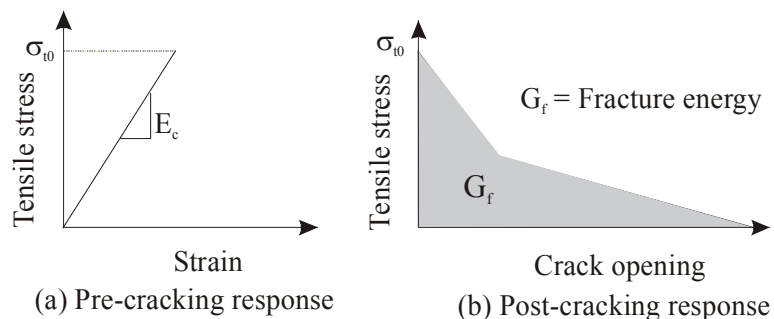 σt0
Tensile stress
Ec
Strain
(a) Pre-cracking response
σt0
Tensile stress
Gf = Fracture energy
Gf
Crack opening
(b) Post-cracking response